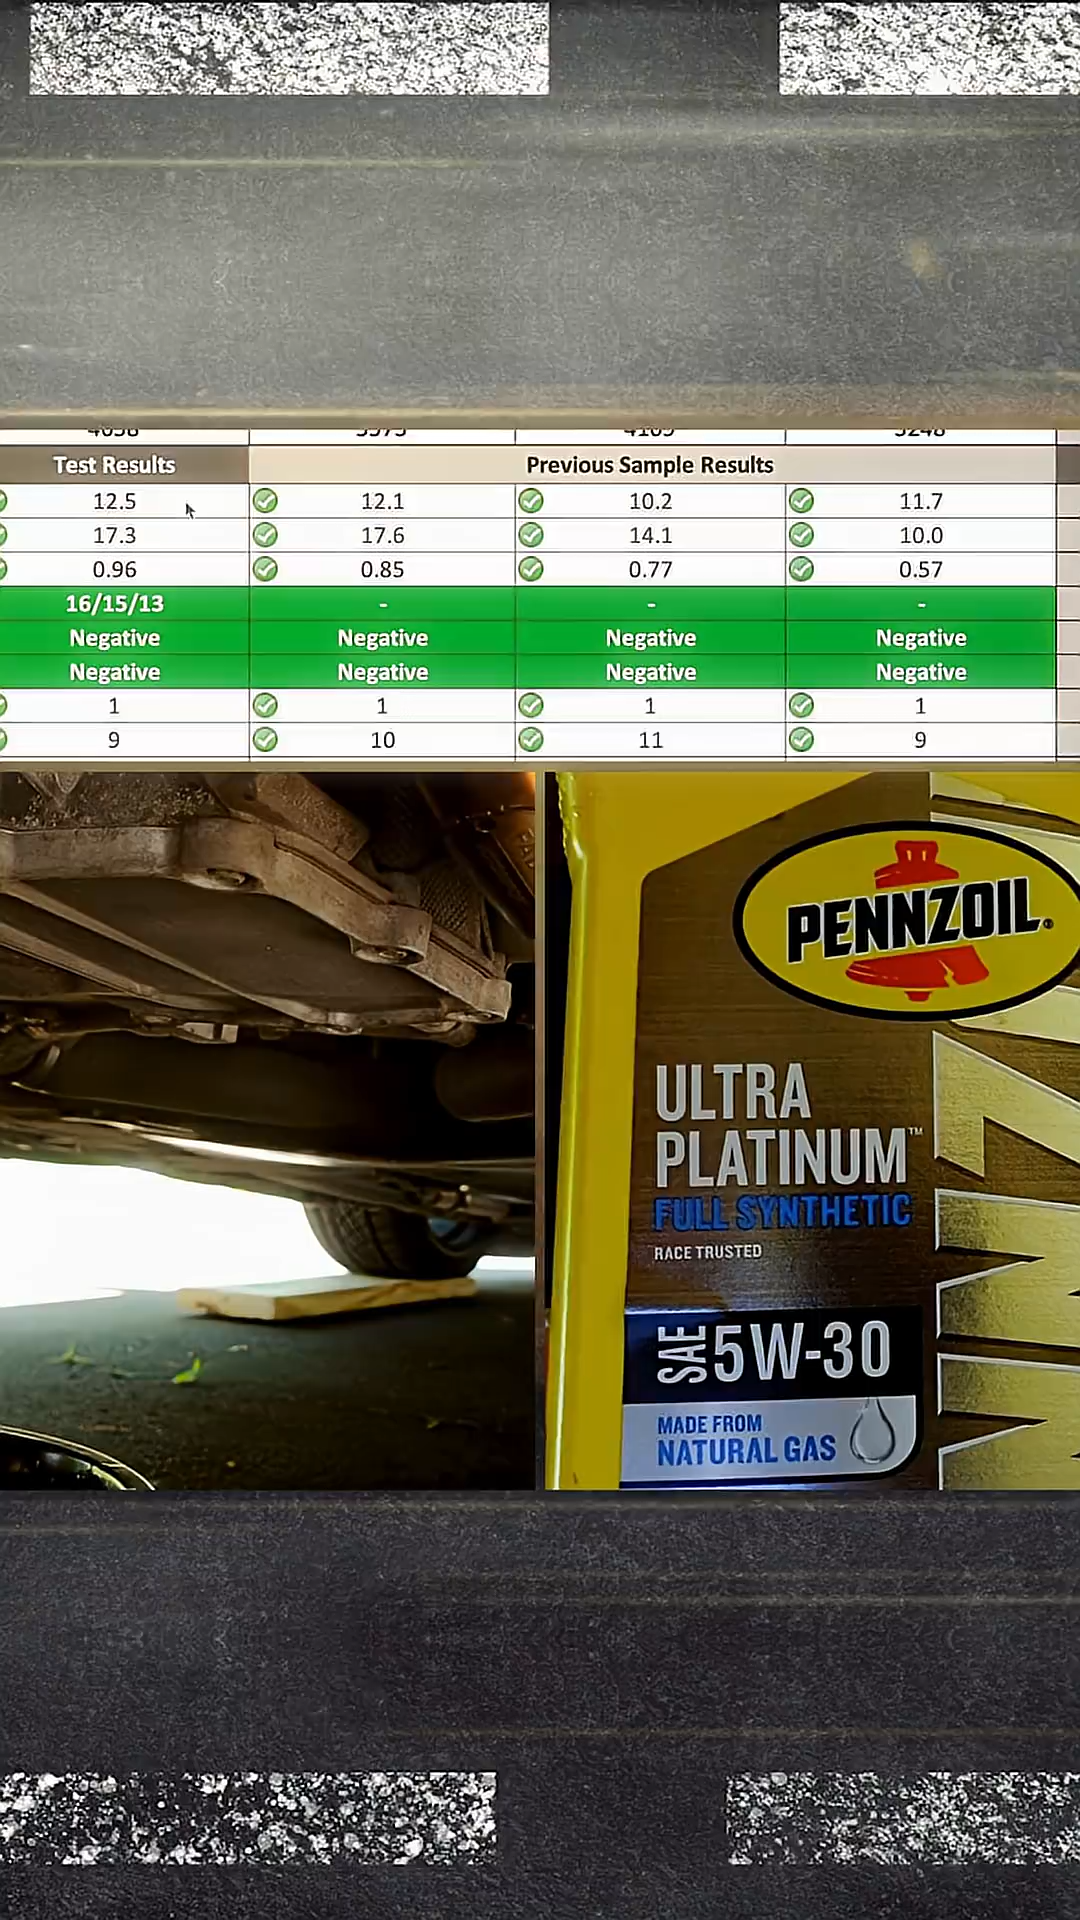 Test Results Previous Sample Results
12.5 12.1 10.2 11.7
17.3 17.6 14.1 10.0
0.96 0.85 0.77 0.57
16/15/13 - - -
Negative Negative Negative Negative
Negative Negative Negative Negative
1 1 1 1
9 10 11 9
PENNZOIL®
ULTRA
PLATINUM™
FULL SYNTHETIC
RACE TRUSTED
SAE 5W-30
MADE FROM
NATURAL GAS